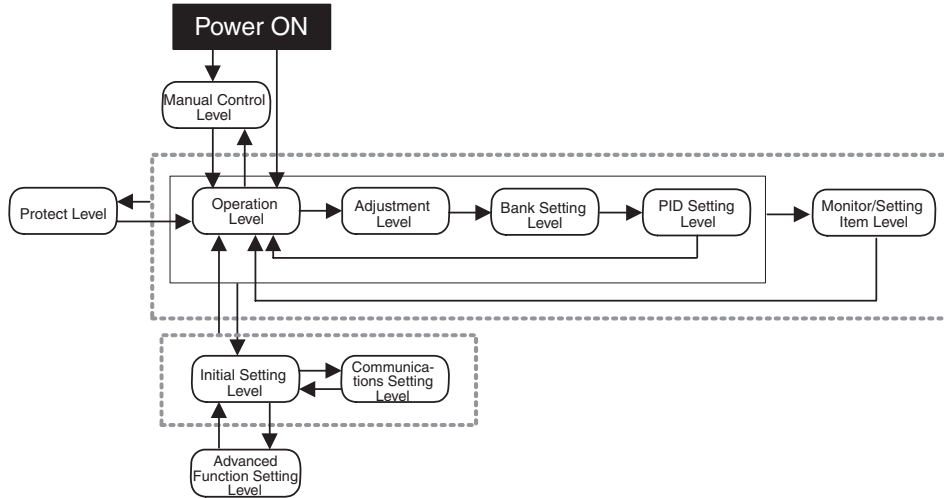 Power ON
Manual Control
Level
Protect Level
Operation
Level
Adjustment
Level
Bank Setting
Level
PID Setting
Level
Monitor/Setting
Item Level
Initial Setting
Level
Communica-
tions Setting
Level
Advanced
Function Setting
Level